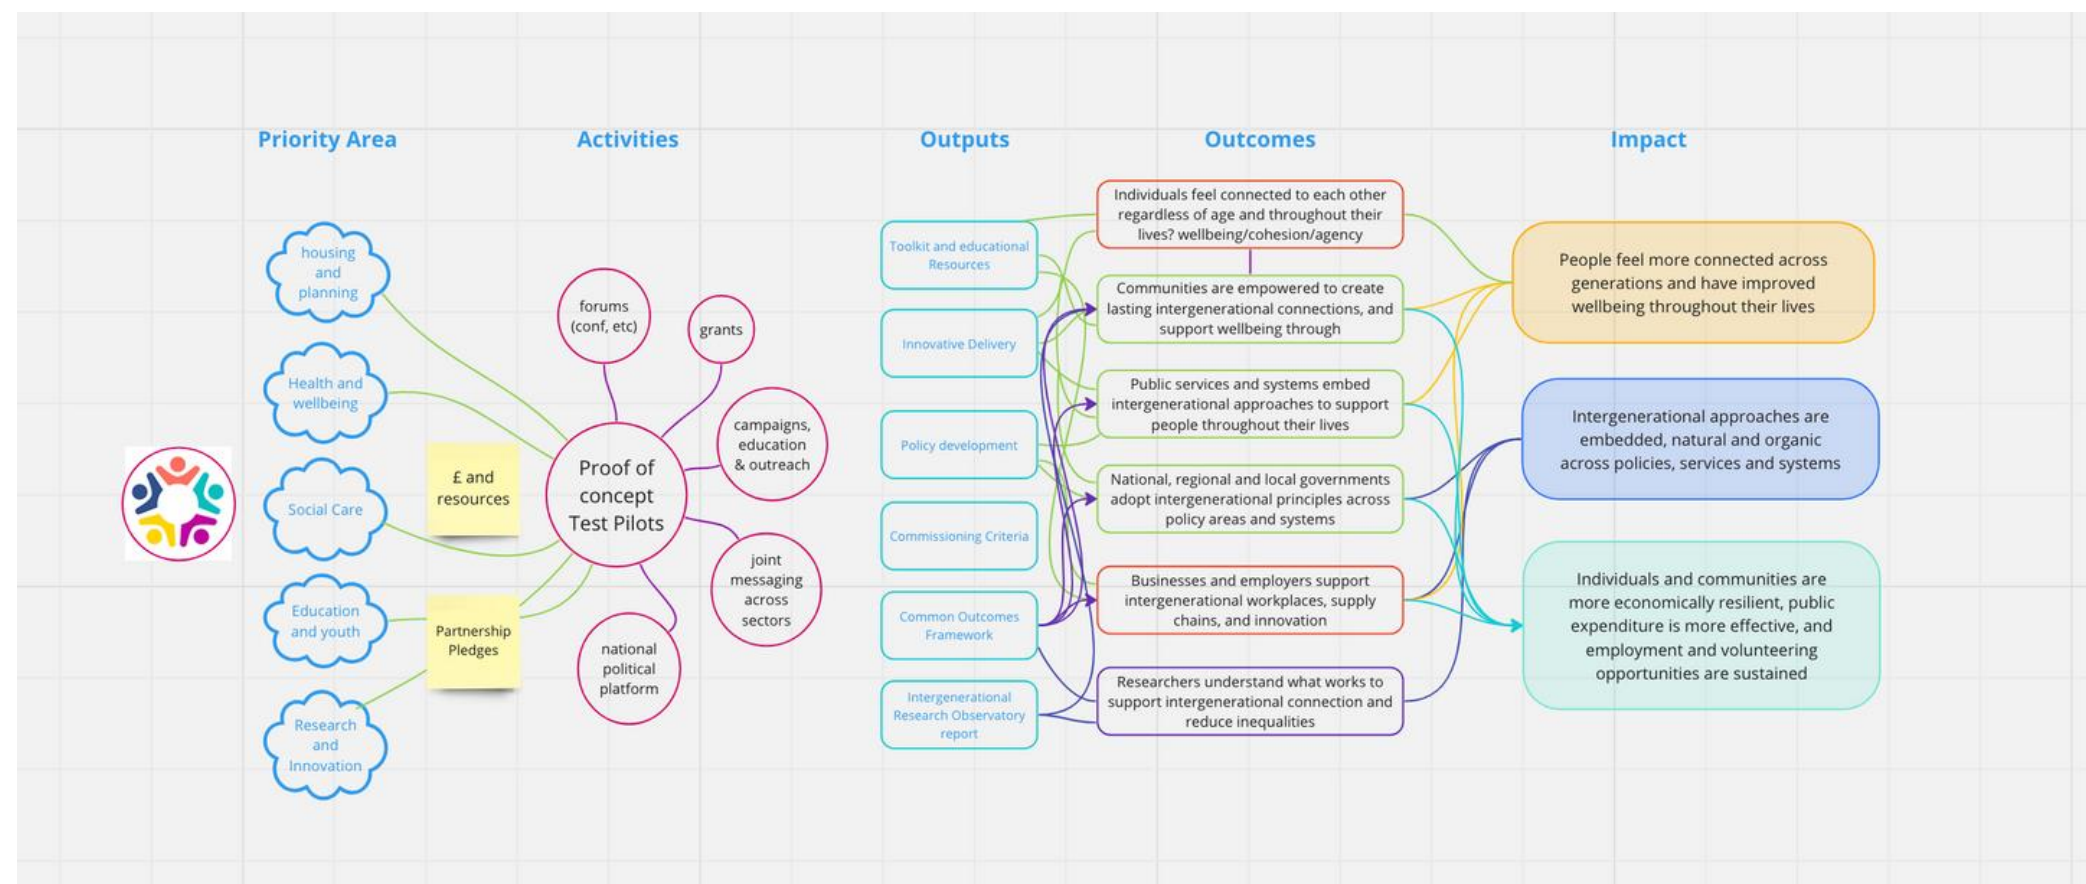 Priority Area
Activities
Outputs
Outcomes
Impact
housing
and
planning
Health and
wellbeing
Social Care
Education
and youth
Research
and
Innovation
£ and
resources
Partnership
Pledges
forums
(conf, etc)
grants
campaigns,
education
& outreach
Proof of
concept
Test Pilots
joint
messaging
across
sectors
national
political
platform
Toolkit and educational
Resources
Innovative Delivery
Policy development
Commissioning Criteria
Common Outcomes
Framework
Intergenerational
Research Observatory
report
Individuals feel connected to each other
regardless of age and throughout their
lives? wellbeing/cohesion/agency
Communities are empowered to create
lasting intergenerational connections, and
support wellbeing through
Public services and systems embed
intergenerational approaches to support
people throughout their lives
National, regional and local governments
adopt intergenerational principles across
policy areas and systems
Businesses and employers support
intergenerational workplaces, supply
chains, and innovation
Researchers understand what works to
support intergenerational connection and
reduce inequalities
People feel more connected across
generations and have improved
wellbeing throughout their lives
Intergenerational approaches are
embedded, natural and organic
across policies, services and systems
Individuals and communities are
more economically resilient, public
expenditure is more effective, and
employment and volunteering
opportunities are sustained